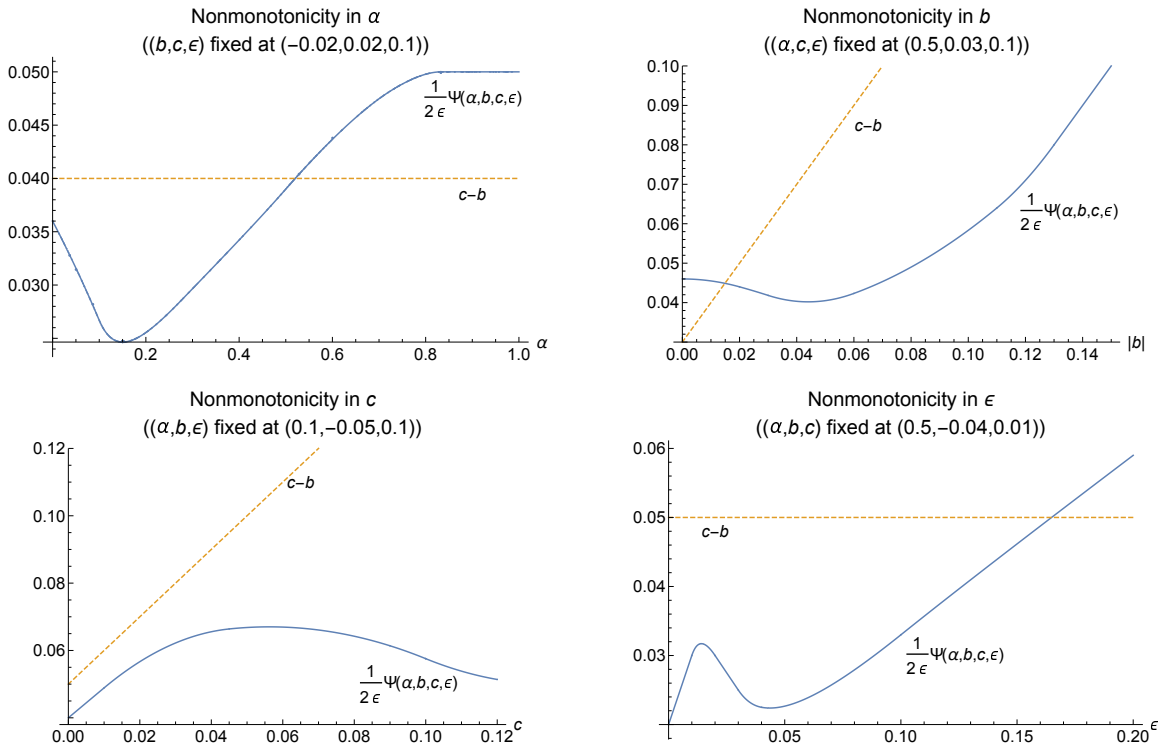 Nonmonotonicity in α
((b,c,ϵ) fixed at (−0.02,0.02,0.1))
0.050
0.045
0.040
0.035
0.030
1/(2 ϵ) Ψ(α,b,c,ϵ)
c−b
0.2 0.4 0.6 0.8 1.0 α
Nonmonotonicity in b
((α,c,ϵ) fixed at (0.5,0.03,0.1))
0.10
0.09
0.08
0.07
0.06
0.05
0.04
c−b
1/(2 ϵ) Ψ(α,b,c,ϵ)
0.00 0.02 0.04 0.06 0.08 0.10 0.12 0.14 |b|
Nonmonotonicity in c
((α,b,ϵ) fixed at (0.1,−0.05,0.1))
0.12
0.10
0.08
0.06
c−b
1/(2 ϵ) Ψ(α,b,c,ϵ)
0.00 0.02 0.04 0.06 0.08 0.10 0.12 c
Nonmonotonicity in ϵ
((α,b,c) fixed at (0.5,−0.04,0.01))
0.06
0.05
0.04
0.03
c−b
1/(2 ϵ) Ψ(α,b,c,ϵ)
0.05 0.10 0.15 0.20 ϵ